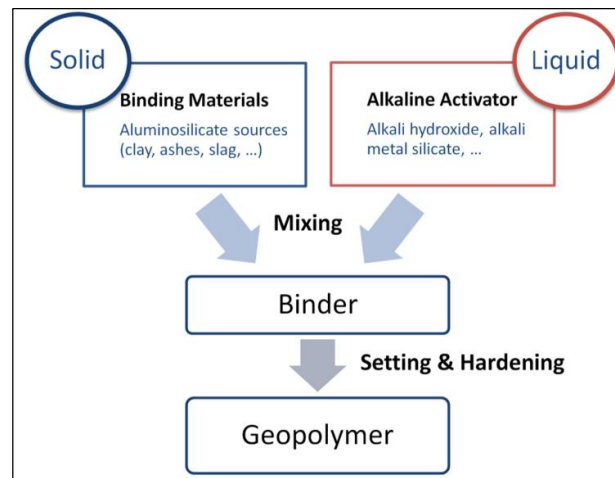 Solid
Liquid
Binding Materials
Aluminosilicate sources
(clay, ashes, slag, ...)
Alkaline Activator
Alkali hydroxide, alkali
metal silicate, ...
Mixing
Binder
Setting & Hardening
Geopolymer